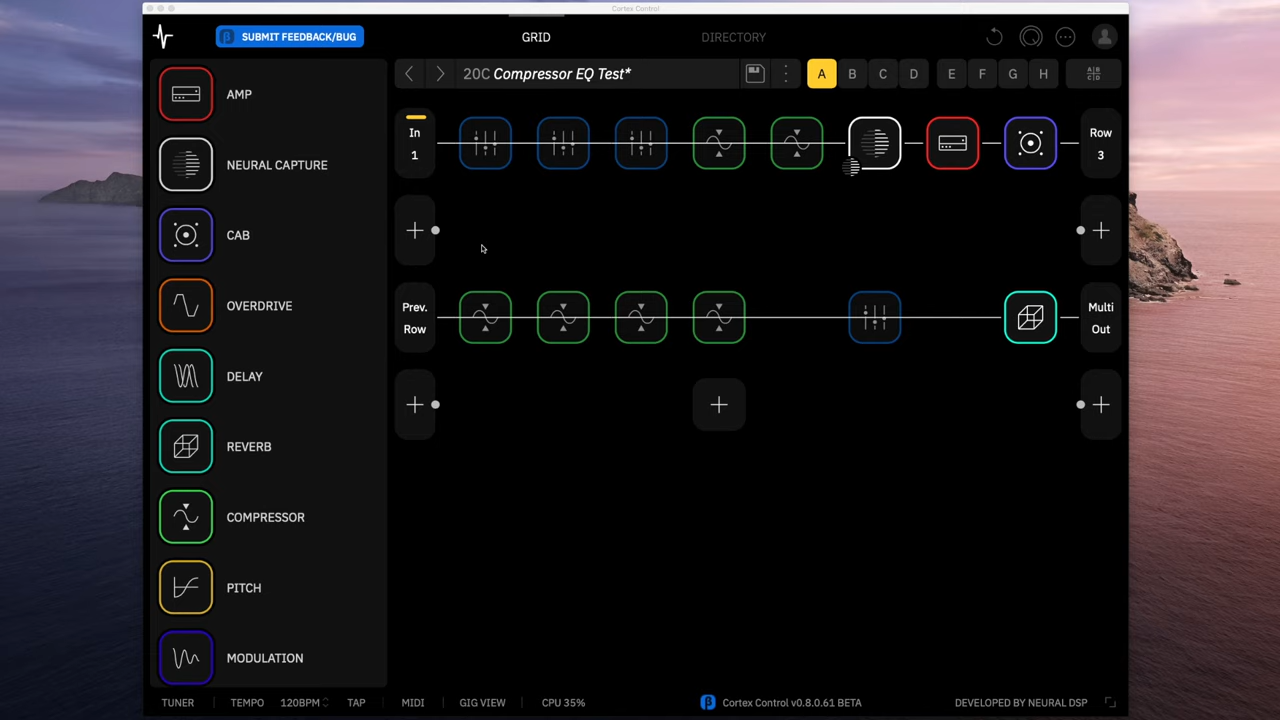 Cortex Control
SUBMIT FEEDBACK/BUG
GRID
DIRECTORY
20C Compressor EQ Test*
A
B
C
D
E
F
G
H
A B
C D
AMP
NEURAL CAPTURE
CAB
OVERDRIVE
DELAY
REVERB
COMPRESSOR
PITCH
MODULATION
In
1
Row
3
Prev.
Row
Multi
Out
TUNER
TEMPO
120BPM
TAP
MIDI
GIG VIEW
CPU 35%
β Cortex Control v0.8.0.61 BETA
DEVELOPED BY NEURAL DSP